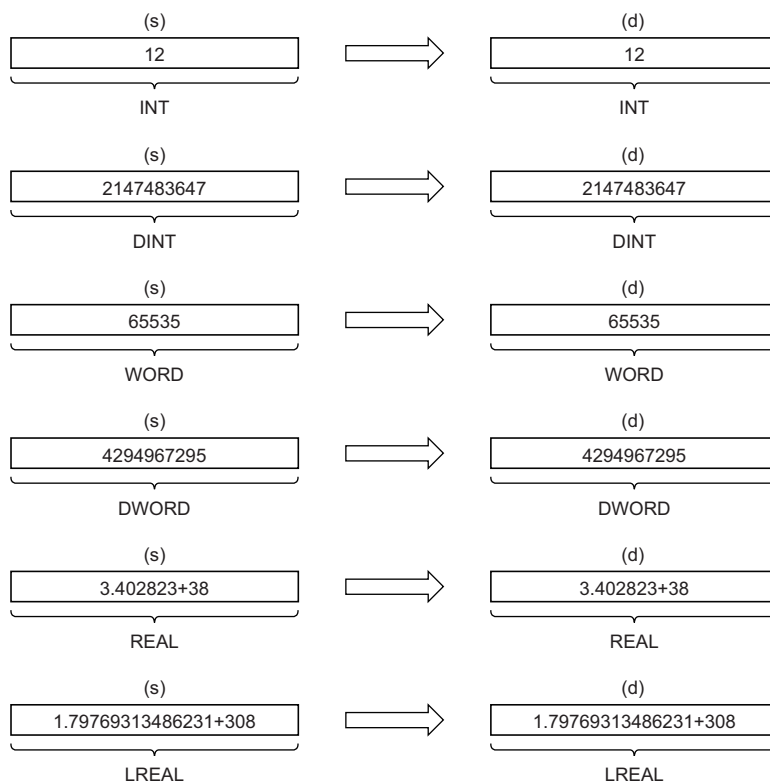 (s) (d)
12 12
INT INT
(s) (d)
2147483647 2147483647
DINT DINT
(s) (d)
65535 65535
WORD WORD
(s) (d)
4294967295 4294967295
DWORD DWORD
(s) (d)
3.402823+38 3.402823+38
REAL REAL
(s) (d)
1.79769313486231+308 1.79769313486231+308
LREAL LREAL